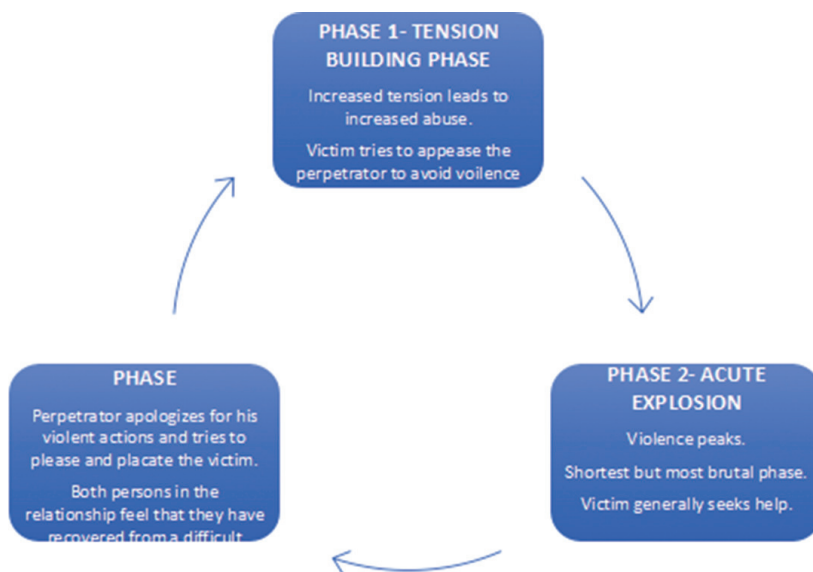 PHASE 1- TENSION
BUILDING PHASE
Increased tension leads to
increased abuse.
Victim tries to appease the
perpetrator to avoid voilence
PHASE 2- ACUTE
EXPLOSION
Violence peaks.
Shortest but most brutal phase.
Victim generally seeks help.
PHASE
Perpetrator apologizes for his
violent actions and tries to
please and placate the victim.
Both persons in the
relationship feel that they have
recovered from a difficult